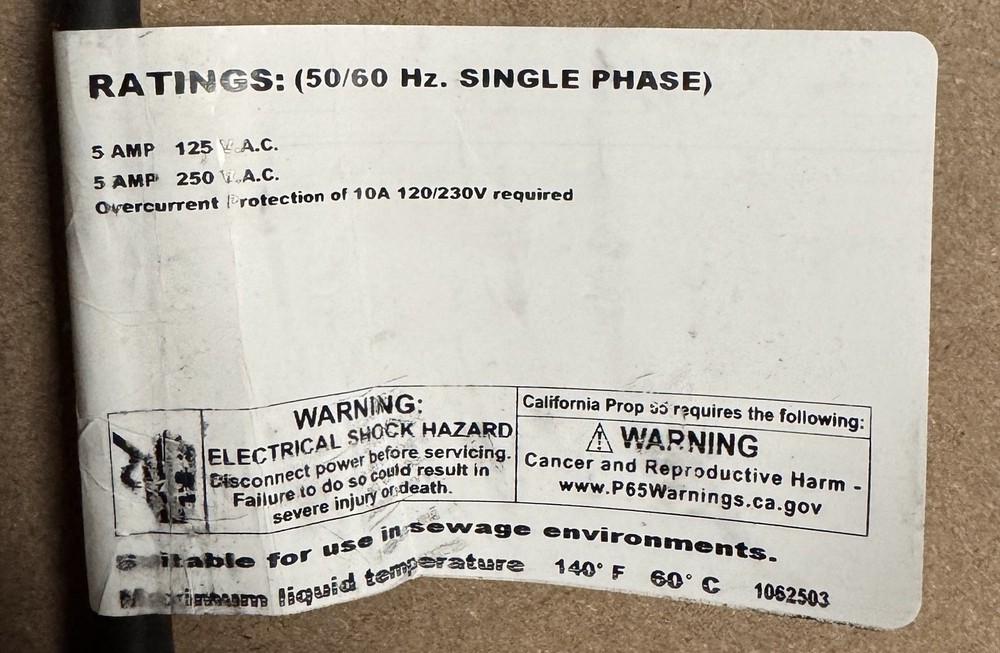 RATINGS: (50/60 Hz. SINGLE PHASE)
5 AMP 125 V.A.C.
5 AMP 250 V.A.C.
Overcurrent Protection of 10A 120/230V required
WARNING:
ELECTRICAL SHOCK HAZARD
Disconnect power before servicing.
Failure to do so could result in
severe injury or death.
California Prop 65 requires the following:
WARNING
Cancer and Reproductive Harm -
www.P65Warnings.ca.gov
Suitable for use in sewage environments.
Maximum liquid temperature 140° F 60° C 1062503